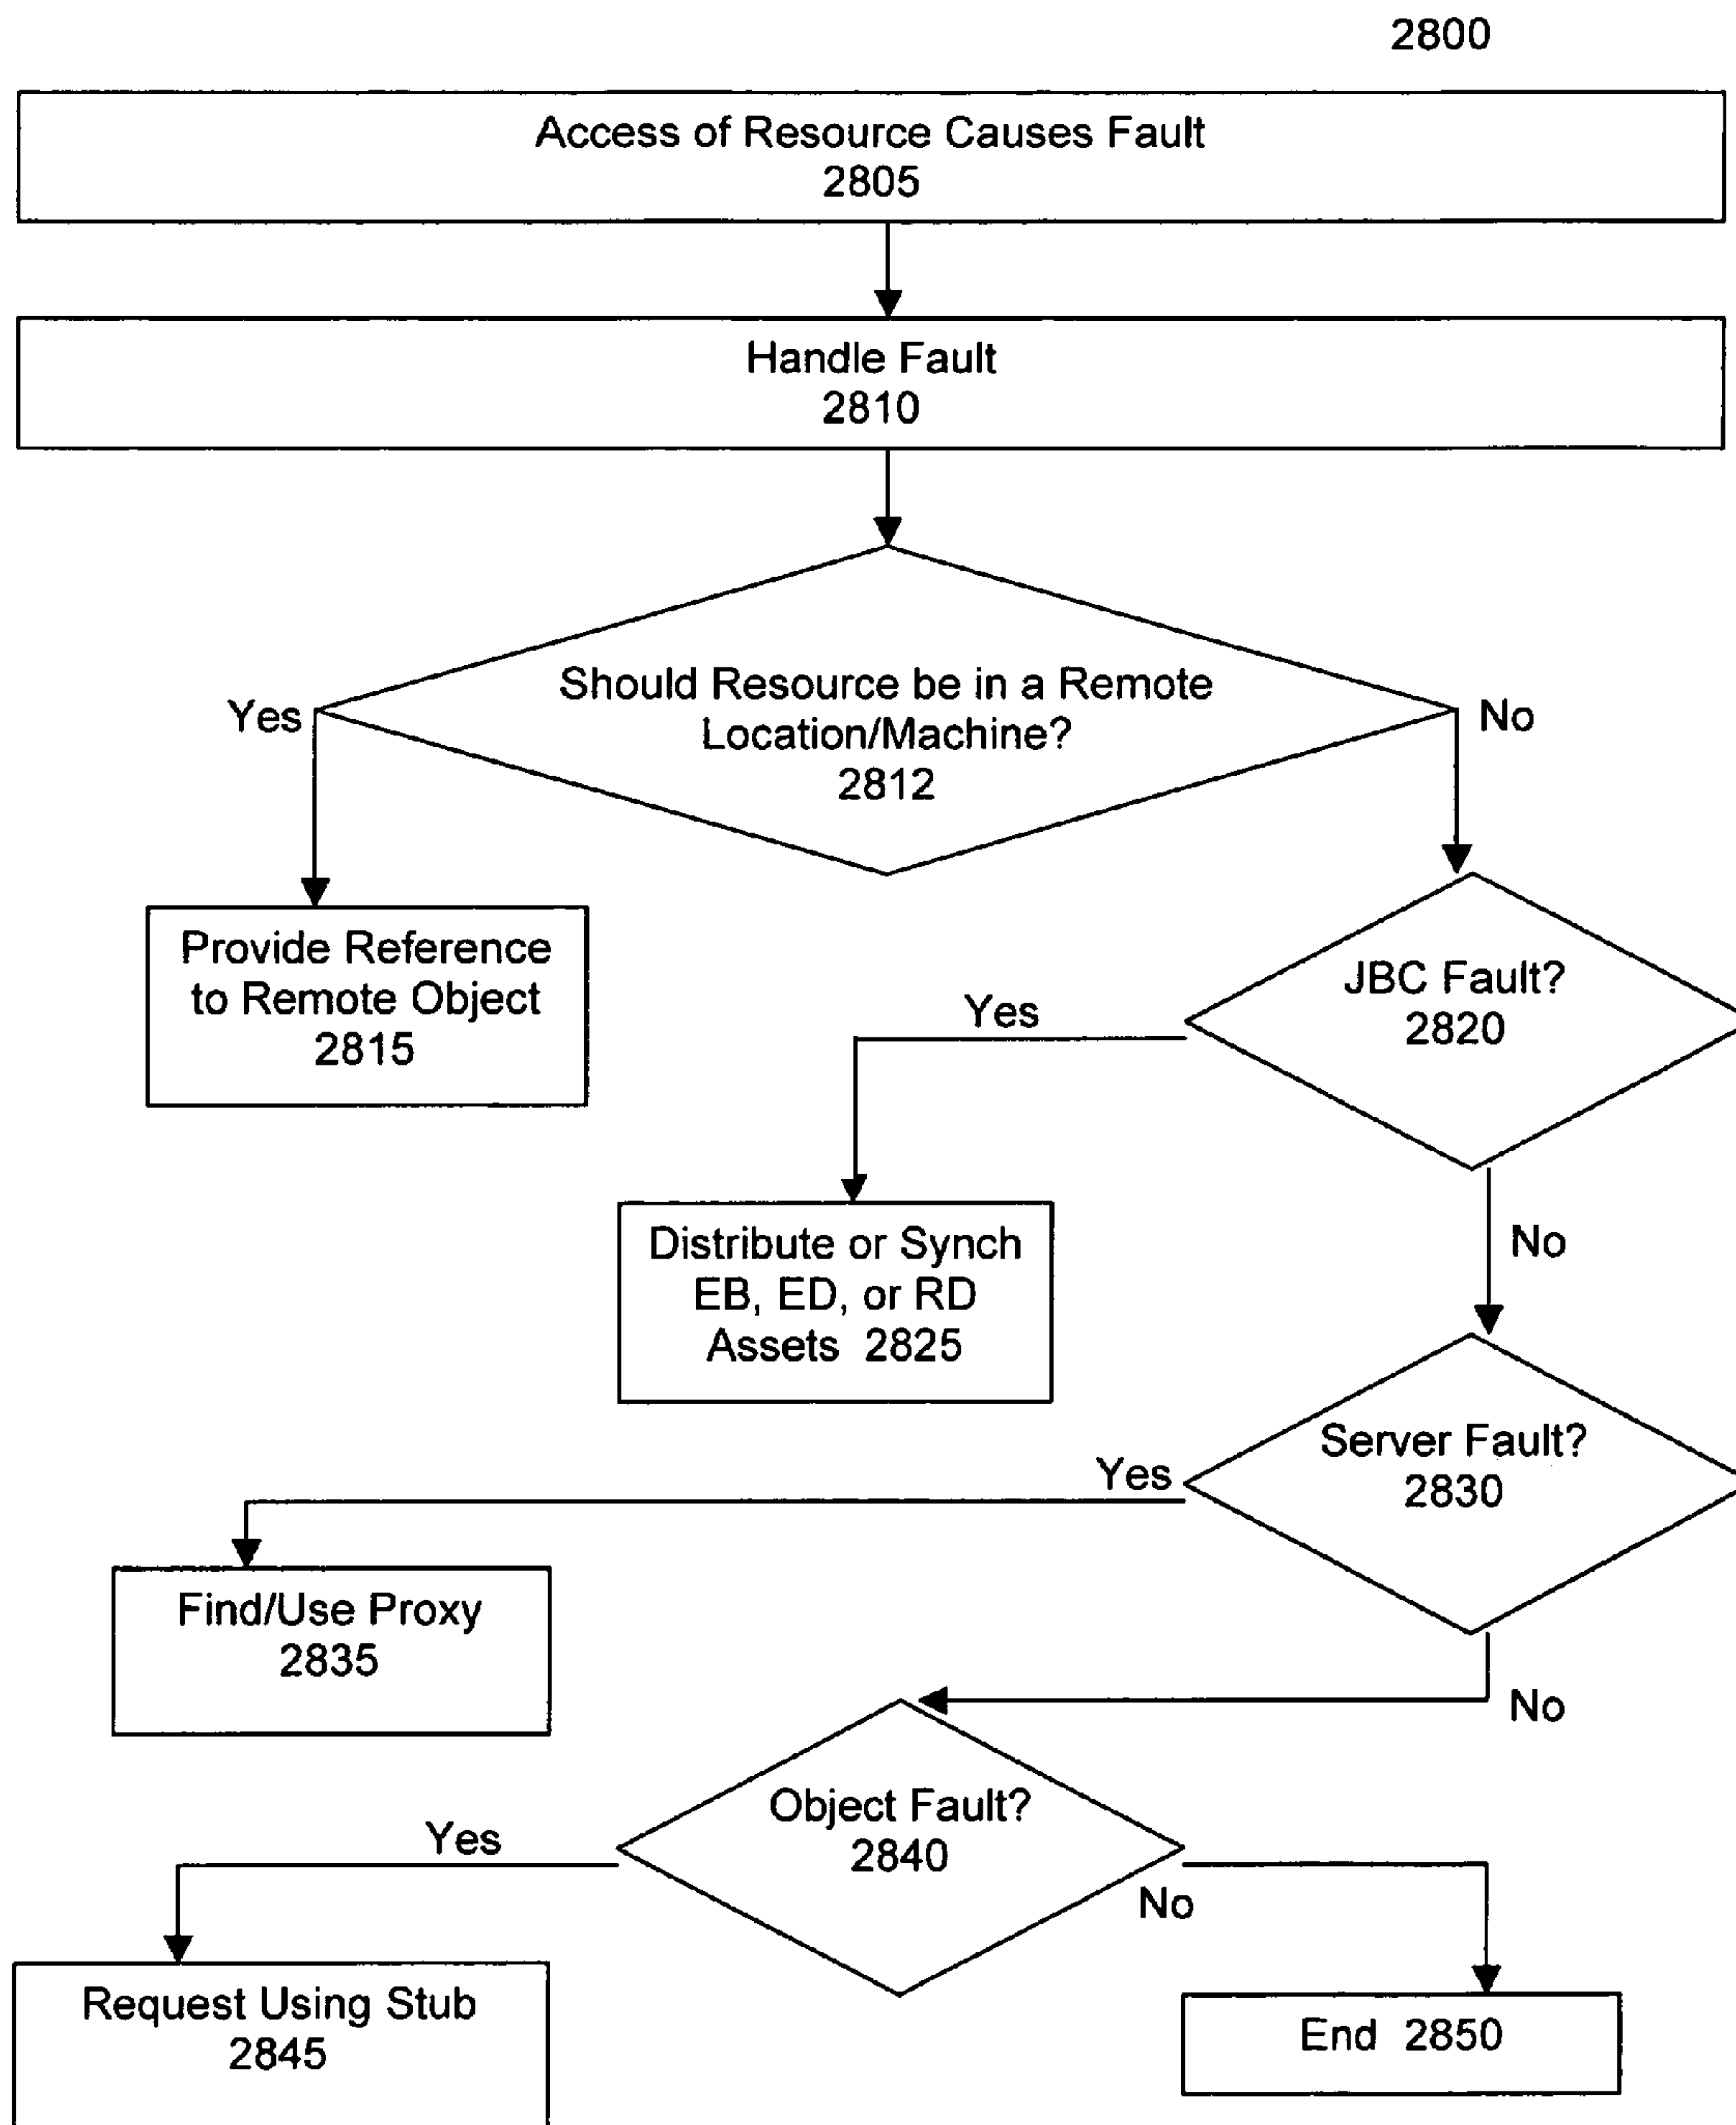 2800
Access of Resource Causes Fault
2805
Handle Fault
2810
Should Resource be in a Remote
Location/Machine?
2812
Yes
No
Provide Reference
to Remote Object
2815
JBC Fault?
2820
Yes
No
Distribute or Synch
EB, ED, or RD
Assets 2825
Server Fault?
2830
Yes
No
Find/Use Proxy
2835
Object Fault?
2840
Yes
No
Request Using Stub
2845
End 2850